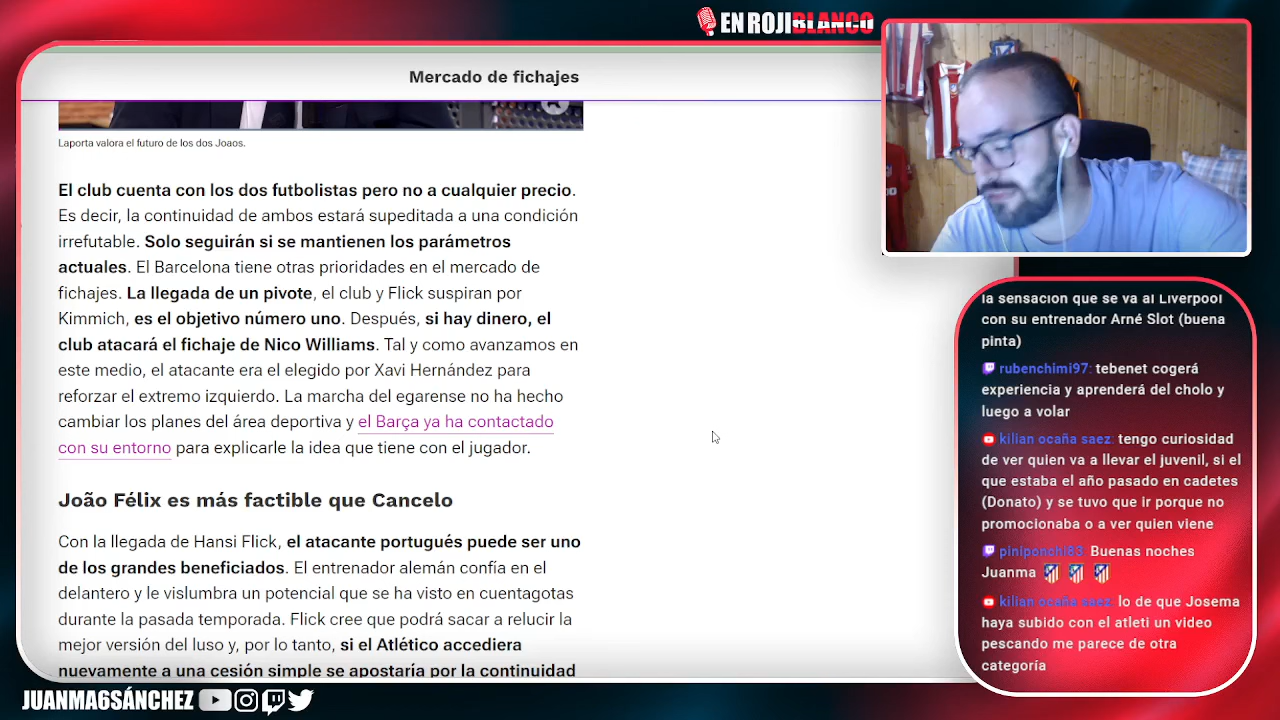 EN ROJIBLANCO
Mercado de fichajes
Laporta valora el futuro de los dos Joaos.
El club cuenta con los dos futbolistas pero no a cualquier precio.
Es decir, la continuidad de ambos estará supeditada a una condición
irrefutable. Solo seguirán si se mantienen los parámetros
actuales. El Barcelona tiene otras prioridades en el mercado de
fichajes. La llegada de un pivote, el club y Flick suspiran por
Kimmich, es el objetivo número uno. Después, si hay dinero, el
club atacará el fichaje de Nico Williams. Tal y como avanzamos en
este medio, el atacante era el elegido por Xavi Hernández para
reforzar el extremo izquierdo. La marcha del egarense no ha hecho
cambiar los planes del área deportiva y el Barça ya ha contactado
con su entorno para explicarle la idea que tiene con el jugador.
João Félix es más factible que Cancelo
Con la llegada de Hansi Flick, el atacante portugués puede ser uno
de los grandes beneficiados. El entrenador alemán confía en el
delantero y le vislumbra un potencial que se ha visto en cuentagotas
durante la pasada temporada. Flick cree que podrá sacar a relucir la
mejor versión del luso y, por lo tanto, si el Atlético accediera
nuevamente a una cesión simple se apostaría por la continuidad
la sensación que se va al Liverpool
con su entrenador Arné Slot (buena
pinta)
rubenchimi97: tebenet cogerá
experiencia y aprenderá del cholo y
luego a volar
kilian ocaña saez: tengo curiosidad
de ver quien va a llevar el juvenil, si el
que estaba el año pasado en cadetes
(Donato) y se tuvo que ir porque no
promocionaba o a ver quien viene
piniponchi83: Buenas noches
Juanma
kilian ocaña saez: lo de que Josema
haya subido con el atleti un video
pescando me parece de otra
categoría
JUANMA6SÁNCHEZ